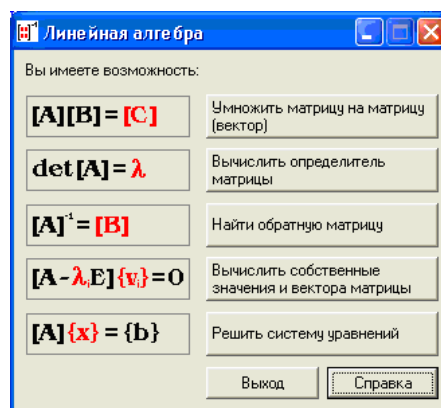 Линейная алгебра
Вы имеете возможность:
[A][B] = [C]
Умножить матрицу на матрицу
(вектор)
det[A] = λ
Вычислить определитель
матрицы
[A]⁻¹ = [B]
Найти обратную матрицу
[A-λᵢE]{vᵢ}=O
Вычислить собственные
значения и вектора матрицы
[A]{x} = {b}
Решить систему уравнений
Выход
Справка